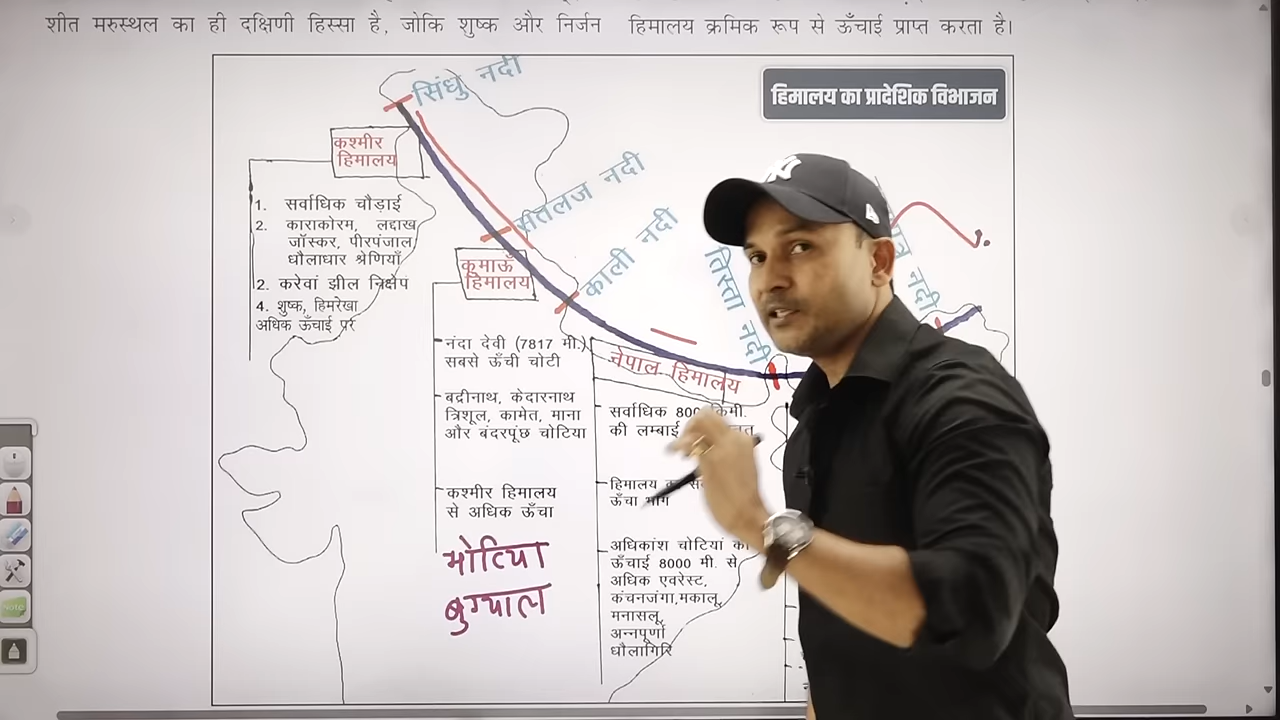 शीत मरुस्थल का ही दक्षिणी हिस्सा है, जोकि शुष्क और निर्जन हिमालय क्रमिक रूप से ऊँचाई प्राप्त करता है।
हिमालय का प्रादेशिक विभाजन
सिंधु नदी
सतलज नदी
काली नदी
तिस्ता नदी
नदी
कश्मीर
हिमालय
1. सर्वाधिक चौड़ाई
2. काराकोरम, लद्दाख
जॉस्कर, पीरपंजाल
धौलाधार श्रेणियाँ
2. करेवां झील निक्षेप
4. शुष्क, हिमरेखा
अधिक ऊँचाई पर
कूमाऊँ
हिमालय
नंदा देवी (7817 मी.)
सबसे ऊँची चोटी
बद्रीनाथ, केदारनाथ
त्रिशूल, कामेत, माना
और बंदरपूंछ चोटिया
कश्मीर हिमालय
से अधिक ऊँचा
भोटिया
बुग्याल
नेपाल हिमालय
सर्वाधिक 800 किमी.
की लम्बाई
हिमालय
ऊँचा भाग
अधिकांश चोटियां की
ऊँचाई 8000 मी. से
अधिक एवरेस्ट,
कंचनजंगा,मकालू,
मनासलू,
अन्नपूर्णा
धौलागिरि